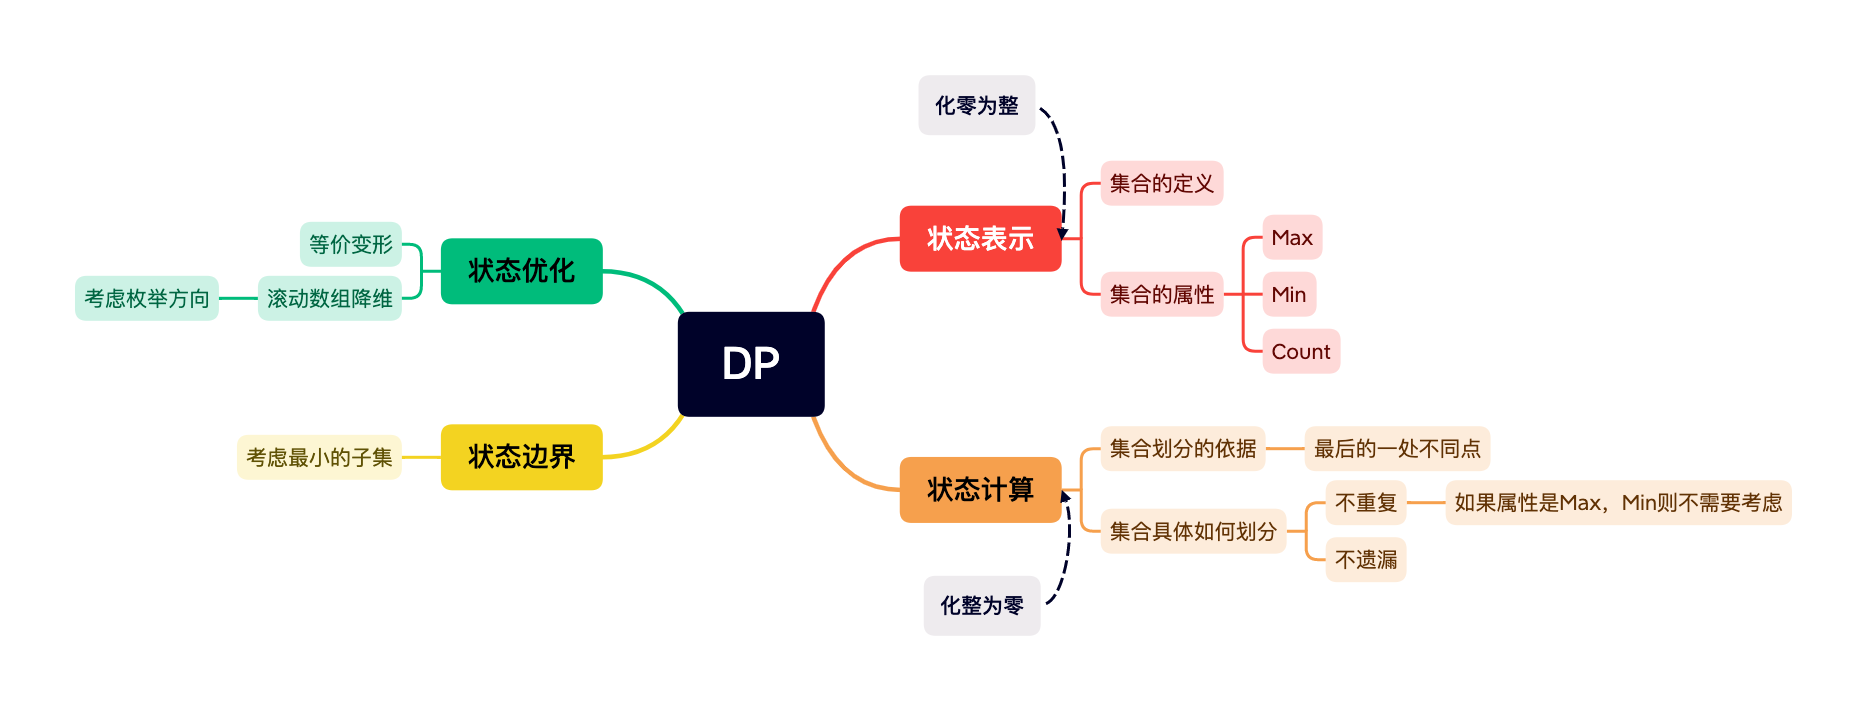 DP
化零为整
状态表示
集合的定义
集合的属性
Max
Min
Count
状态计算
化整为零
集合划分的依据
最后的一处不同点
集合具体如何划分
不重复
如果属性是Max，Min则不需要考虑
不遗漏
状态优化
等价变形
滚动数组降维
考虑枚举方向
状态边界
考虑最小的子集